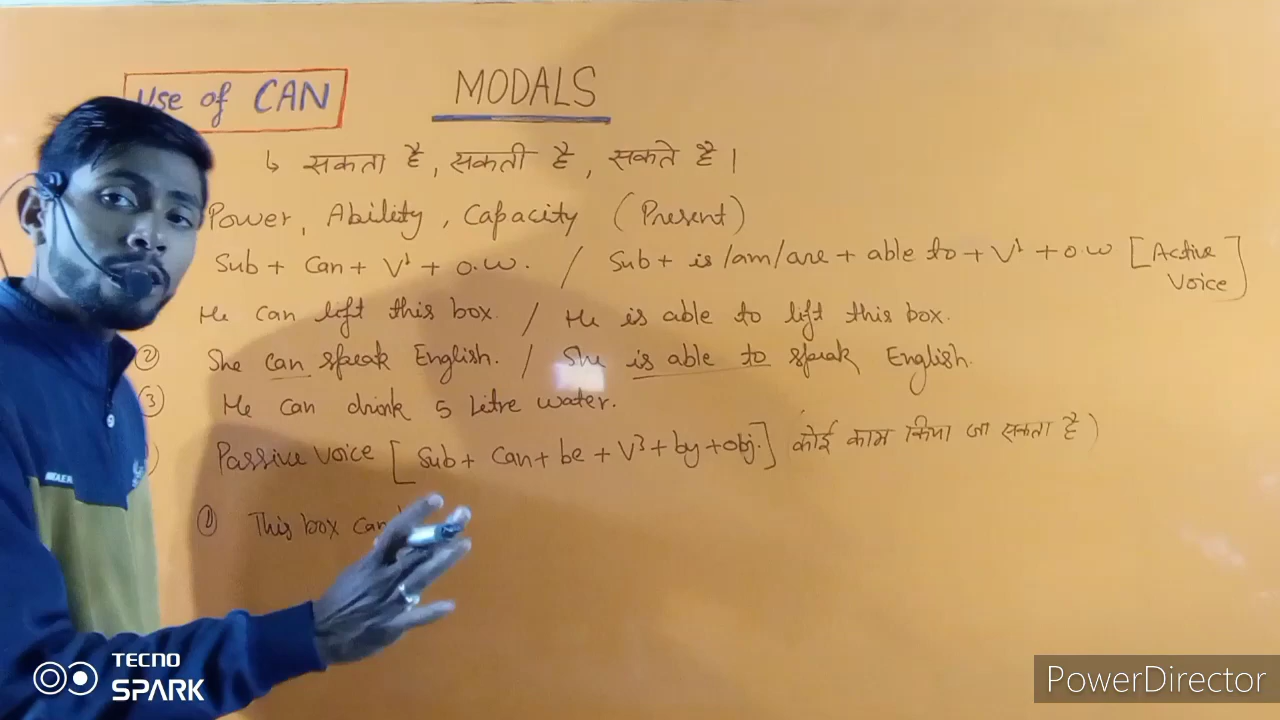 Use of CAN
MODALS
↳ सकता है, सकती है, सकते है।
Power, Ability, Capacity (Present)
Sub + Can + V¹ + O.W. / Sub + is/am/are + able to + V¹ + O.W [Active Voice]
He can lift this box. / He is able to lift this box.
② She can speak English. / She is able to speak English.
③ He can drink 5 Litre water.
Passive Voice [Sub + Can + be + V³ + by + obj.] कोई काम किया जा सकता है)
① This box can
TECNO
SPARK
PowerDirector